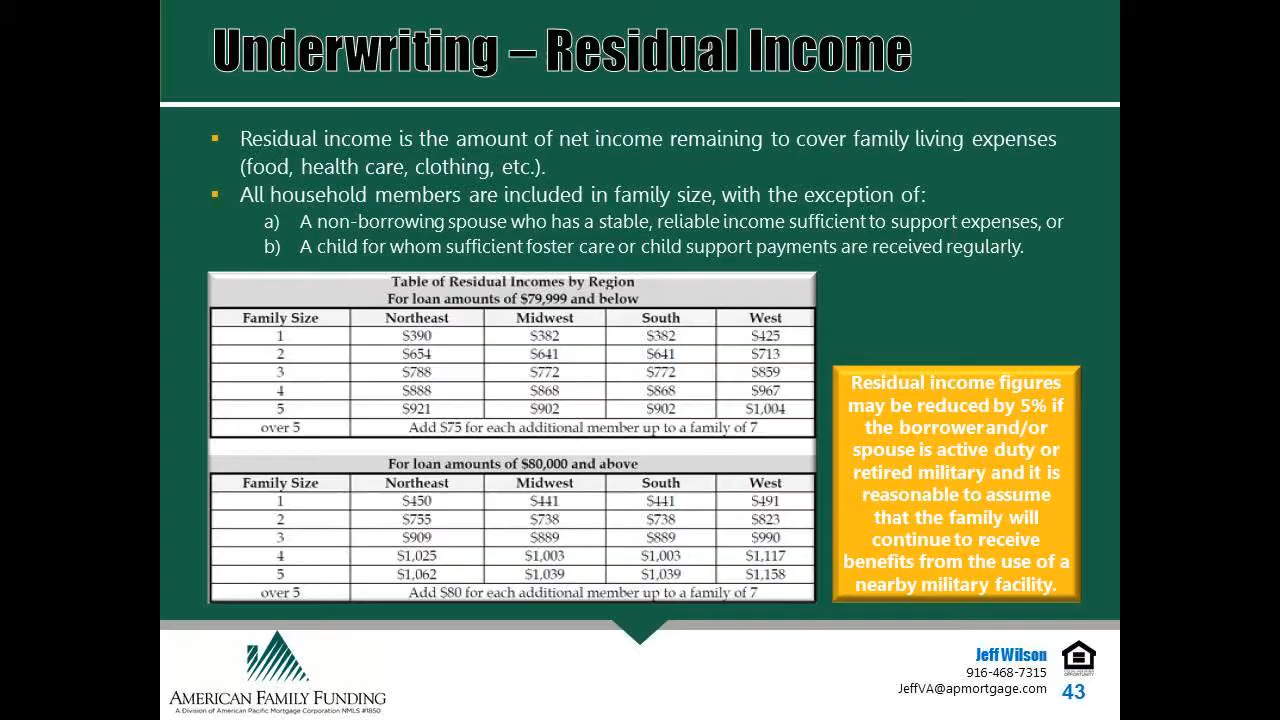 Underwriting – Residual Income
▪ Residual income is the amount of net income remaining to cover family living expenses
(food, health care, clothing, etc.).
▪ All household members are included in family size, with the exception of:
a) A non-borrowing spouse who has a stable, reliable income sufficient to support expenses, or
b) A child for whom sufficient foster care or child support payments are received regularly.
Table of Residual Incomes by Region
For loan amounts of $79,999 and below
Family Size Northeast Midwest South West
1 $390 $382 $382 $425
2 $654 $641 $641 $713
3 $788 $772 $772 $859
4 $888 $868 $868 $967
5 $921 $902 $902 $1,004
over 5 Add $75 for each additional member up to a family of 7
For loan amounts of $80,000 and above
Family Size Northeast Midwest South West
1 $450 $441 $441 $491
2 $755 $738 $738 $823
3 $909 $889 $889 $990
4 $1,025 $1,003 $1,003 $1,117
5 $1,062 $1,039 $1,039 $1,158
over 5 Add $80 for each additional member up to a family of 7
Residual income figures
may be reduced by 5% if
the borrower and/or
spouse is active duty or
retired military and it is
reasonable to assume
that the family will
continue to receive
benefits from the use of a
nearby military facility.
AMERICAN FAMILY FUNDING
A Division of American Pacific Mortgage Corporation NMLS #1850
Jeff Wilson
916-468-7315
JeffVA@apmortgage.com
43